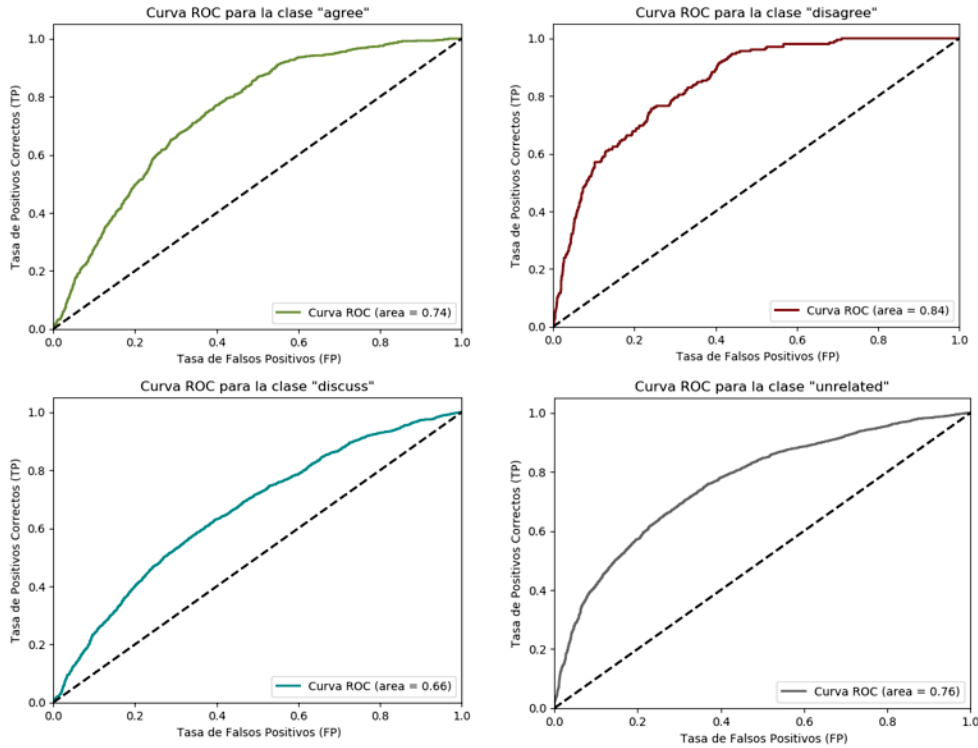 Curva ROC para la clase "agree"
Tasa de Positivos Correctos (TP)
1.0
0.8
0.6
0.4
0.2
0.0
0.0 0.2 0.4 0.6 0.8 1.0
Tasa de Falsos Positivos (FP)
Curva ROC (area = 0.74)
Curva ROC para la clase "disagree"
Tasa de Positivos Correctos (TP)
1.0
0.8
0.6
0.4
0.2
0.0
0.0 0.2 0.4 0.6 0.8 1.0
Tasa de Falsos Positivos (FP)
Curva ROC (area = 0.84)
Curva ROC para la clase "discuss"
Tasa de Positivos Correctos (TP)
1.0
0.8
0.6
0.4
0.2
0.0
0.0 0.2 0.4 0.6 0.8 1.0
Tasa de Falsos Positivos (FP)
Curva ROC (area = 0.66)
Curva ROC para la clase "unrelated"
Tasa de Positivos Correctos (TP)
1.0
0.8
0.6
0.4
0.2
0.0
0.0 0.2 0.4 0.6 0.8 1.0
Tasa de Falsos Positivos (FP)
Curva ROC (area = 0.76)